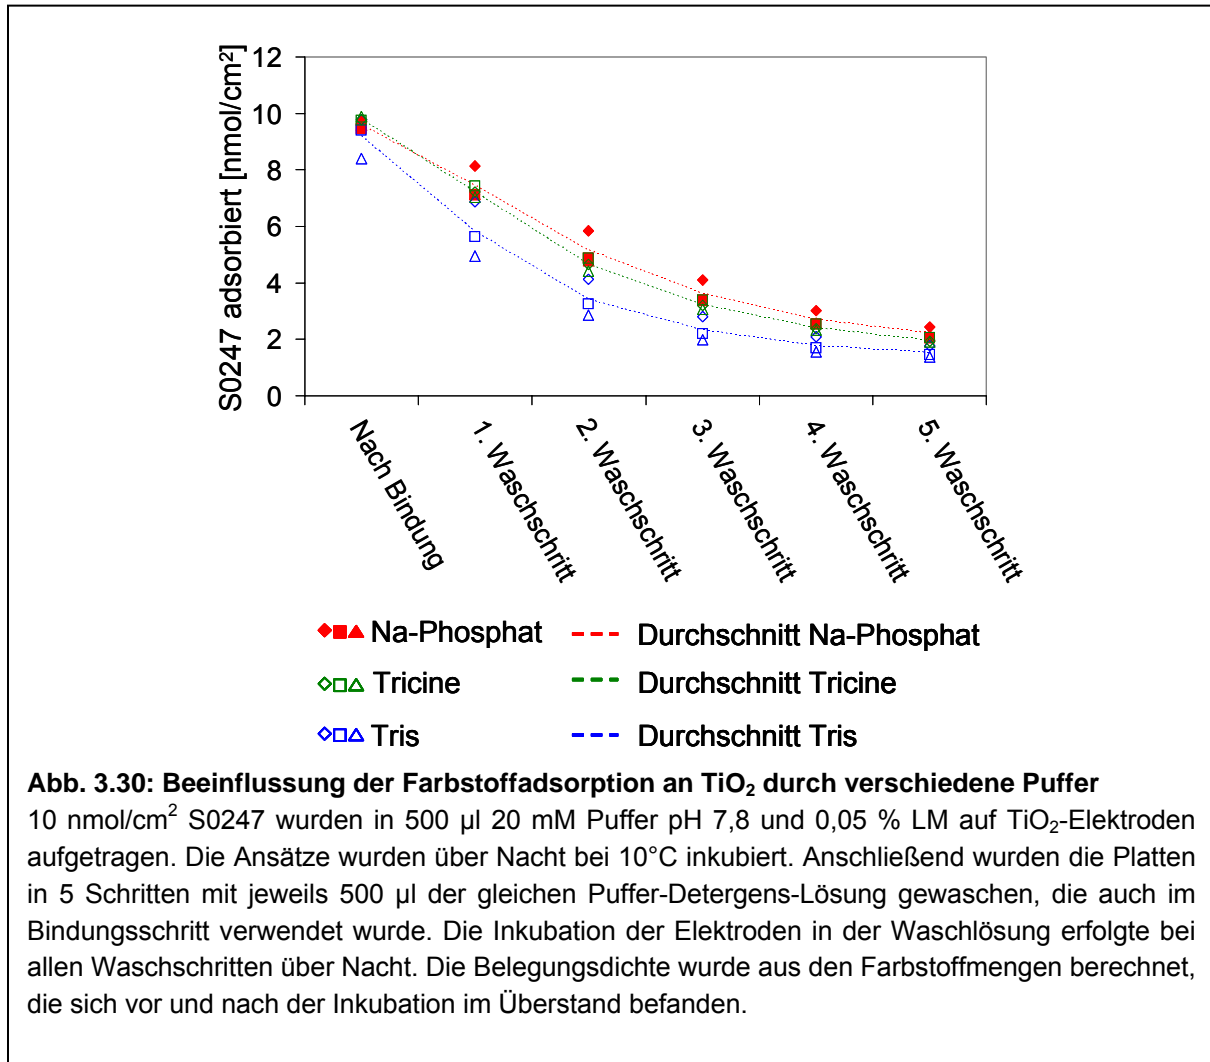 S0247 adsorbiert [nmol/cm²]
12
10
8
6
4
2
0
Nach Bindung
1. Waschschritt
2. Waschschritt
3. Waschschritt
4. Waschschritt
5. Waschschritt
Na-Phosphat
Durchschnitt Na-Phosphat
Tricine
Durchschnitt Tricine
Tris
Durchschnitt Tris
Abb. 3.30: Beeinflussung der Farbstoffadsorption an TiO₂ durch verschiedene Puffer
10 nmol/cm² S0247 wurden in 500 µl 20 mM Puffer pH 7,8 und 0,05 % LM auf TiO₂-Elektroden
aufgetragen. Die Ansätze wurden über Nacht bei 10°C inkubiert. Anschließend wurden die Platten
in 5 Schritten mit jeweils 500 µl der gleichen Puffer-Detergens-Lösung gewaschen, die auch im
Bindungsschritt verwendet wurde. Die Inkubation der Elektroden in der Waschlösung erfolgte bei
allen Waschschritten über Nacht. Die Belegungsdichte wurde aus den Farbstoffmengen berechnet,
die sich vor und nach der Inkubation im Überstand befanden.